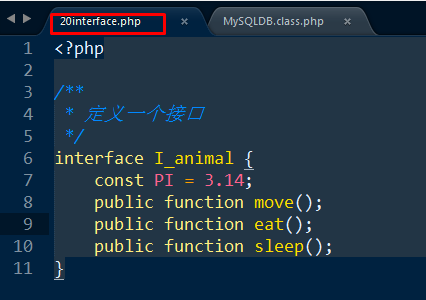 20interface.php × MySQLDB.class.php ×
1 <?php
2
3 /**
4  * 定义一个接口
5  */
6 interface I_animal {
7     const PI = 3.14;
8     public function move();
9     public function eat();
10     public function sleep();
11 }